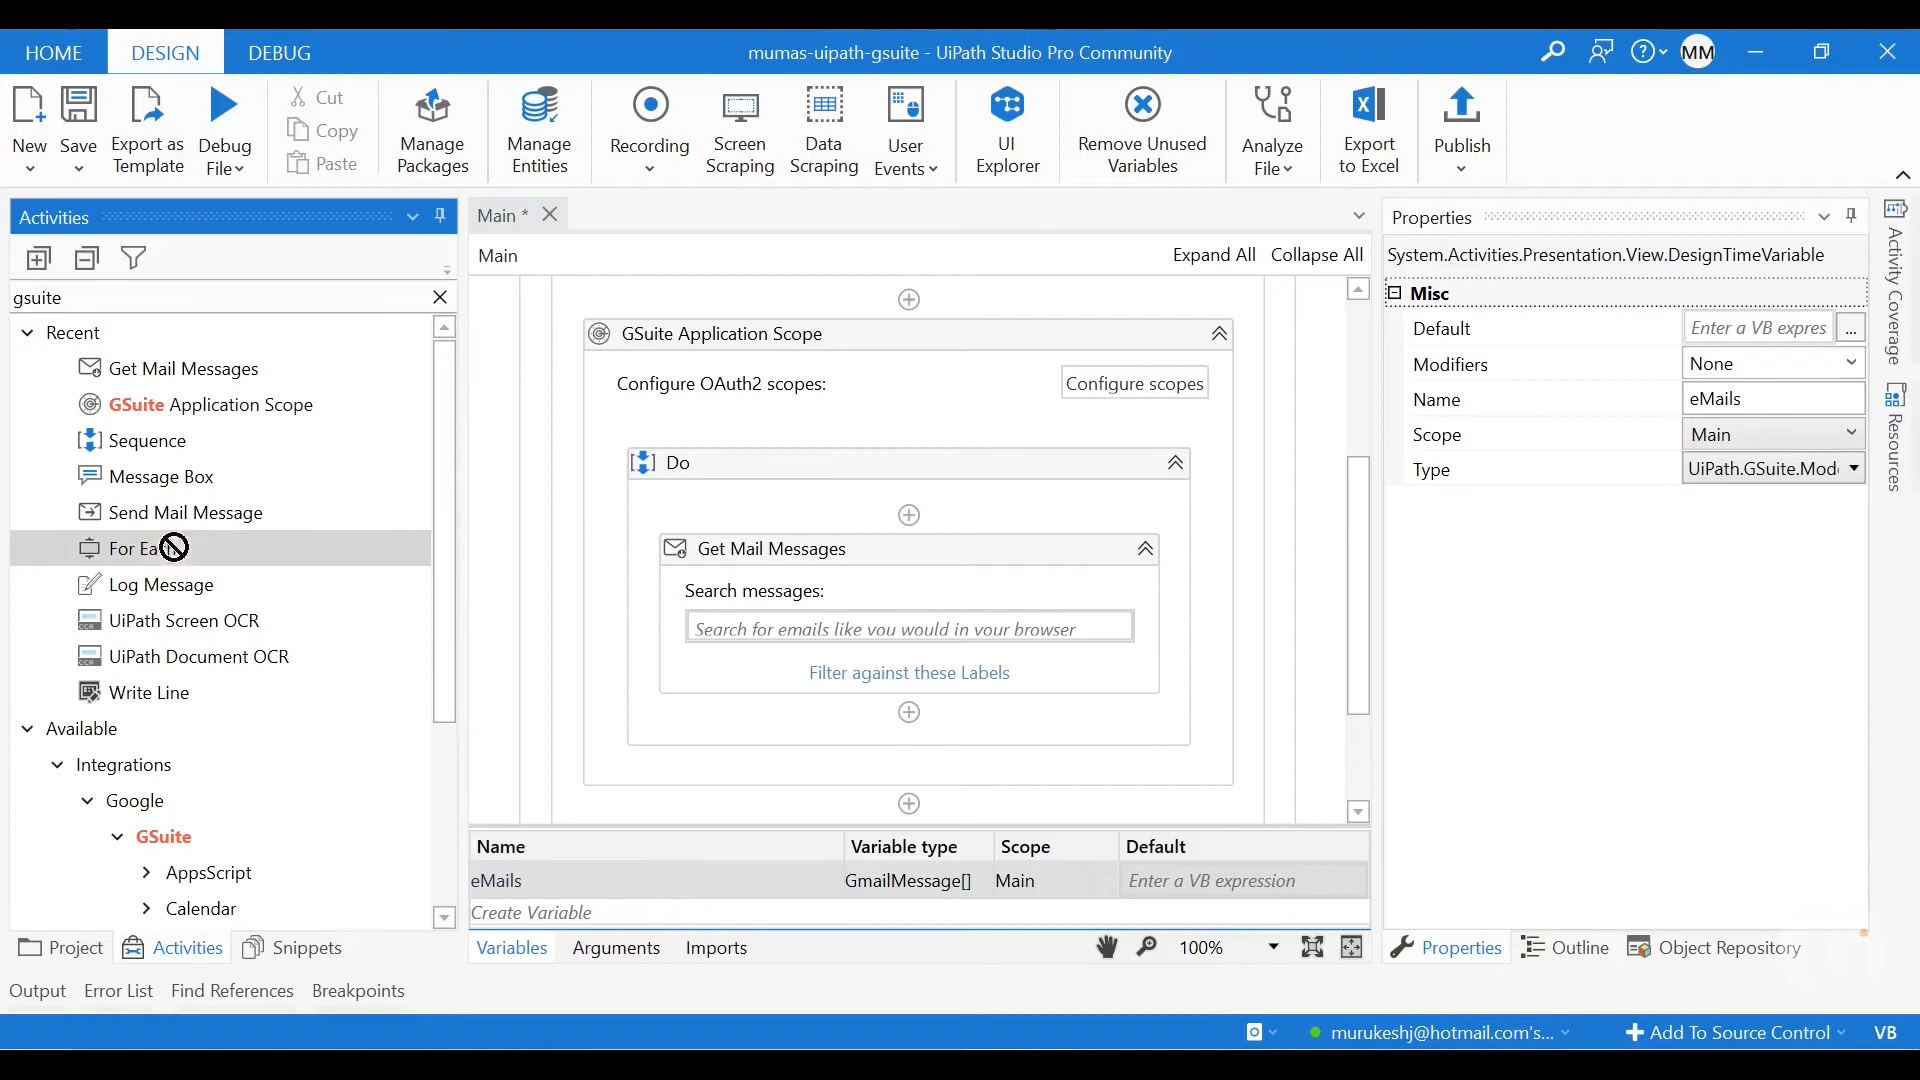 HOME
DESIGN
DEBUG
mumas-uipath-gsuite - UiPath Studio Pro Community
MM
New
Save
Export as
Template
Debug
File
Cut
Copy
Paste
Manage
Packages
Manage
Entities
Recording
Screen
Scraping
Data
Scraping
User
Events
UI
Explorer
Remove Unused
Variables
Analyze
File
Export
to Excel
Publish
Activities
gsuite
Recent
Get Mail Messages
GSuite Application Scope
Sequence
Message Box
Send Mail Message
For Each
Log Message
UiPath Screen OCR
UiPath Document OCR
Write Line
Available
Integrations
Google
GSuite
AppsScript
Calendar
Project
Activities
Snippets
Main *
Main
Expand All
Collapse All
GSuite Application Scope
Configure OAuth2 scopes:
Configure scopes
Do
Get Mail Messages
Search messages:
Search for emails like you would in your browser
Filter against these Labels
Name
Variable type
Scope
Default
eMails
GmailMessage[]
Main
Enter a VB expression
Create Variable
Variables
Arguments
Imports
100%
Properties
System.Activities.Presentation.View.DesignTimeVariable
Misc
Default
Enter a VB expres
...
Modifiers
None
Name
eMails
Scope
Main
Type
UiPath.GSuite.Mod
Activity Coverage
Resources
Properties
Outline
Object Repository
Output
Error List
Find References
Breakpoints
murukeshj@hotmail.com's...
Add To Source Control
VB